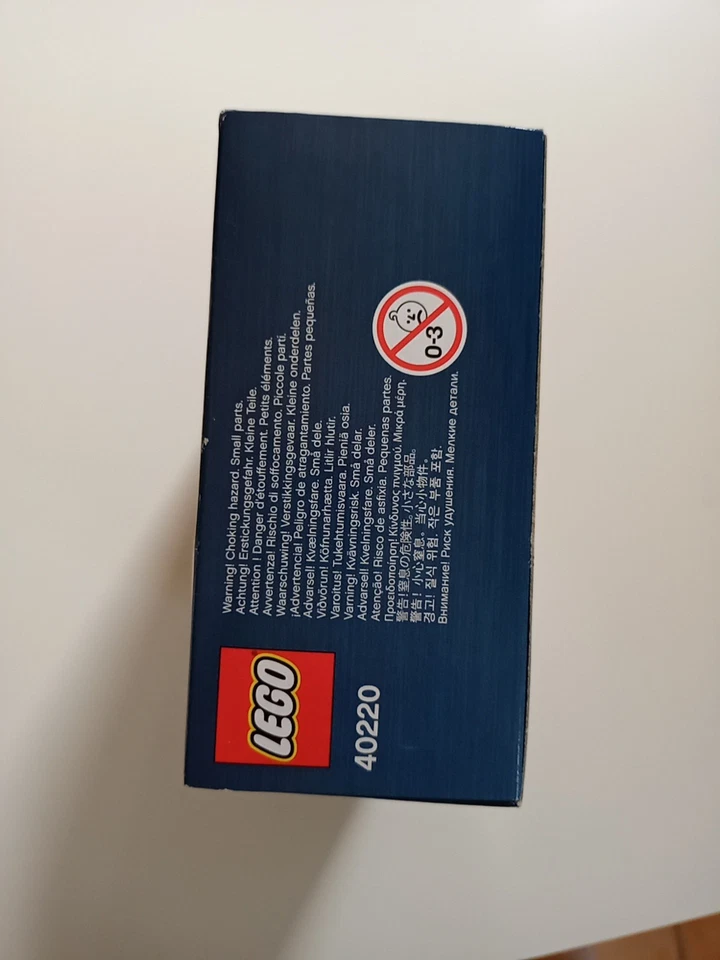 LEGO
40220
Warning! Choking hazard. Small parts.
Achtung! Erstickungsgefahr. Kleine Teile.
Attention ! Danger d'étouffement. Petits éléments.
Avvertenza! Rischio di soffocamento. Piccole parti.
Waarschuwing! Verstikkingsgevaar. Kleine onderdelen.
¡Advertencia! Peligro de atragantamiento. Partes pequeñas.
Advarsel! Kvælningsfare. Små dele.
Viðvörun! Köfnunarhætta. Litlir hlutir.
Varoitus! Tukehtumisvaara. Pieniä osia.
Varning! Kvävningsrisk. Små delar.
Advarsel! Kvelningsfare. Små deler.
Atenção! Risco de asfixia. Pequenas partes.
Προειδοποίηση! Κίνδυνος πνιγμού. Μικρά μέρη.
警告! 窒息の危険性。小さな部品。
警告! 小心窒息。当心小物件。
경고! 질식 위험. 작은 부품 포함.
Внимание! Риск удушения. Мелкие детали.
0-3